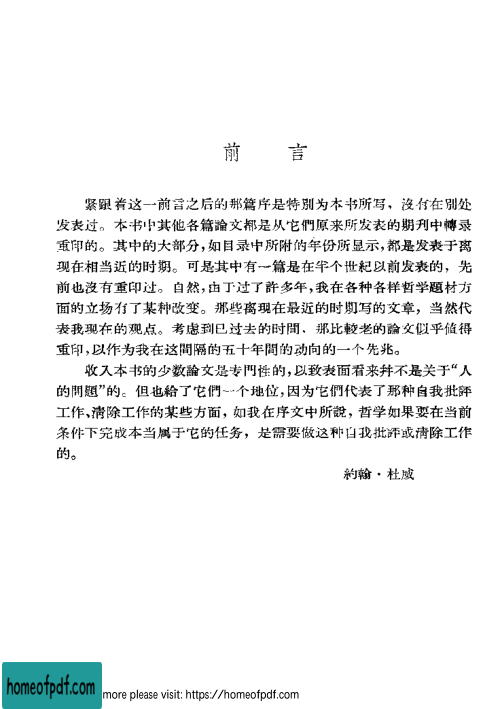 前 言
紧跟着这一前言之后的那篇序是特别为本书所写，沒有在別处
发表过。本书中其他各篇論文都是从它們原来所发表的期刊中轉录
重印的。其中的大部分，如目录中所附的年份所显示，都是发表于离
現在相当近的时期。可是其中有一篇是在半个世紀以前发表的，先
前也沒有重印过。自然，由于过了許多年，我在各种各样哲学題材方
面的立扬有了某种改变。那些离現在最近的时期写的文章，当然代
表我現在的观点。考虑到已过去的时間，那比較老的論文似乎値得
重印，以作为我在这間隔的五十年間的动向的一个先兆。
收入本书的少数論文是专門性的，以致表面看来幷不是关于“人
的問題”的。但也給了它們一个地位，因为它們代表了那种自我批評
工作、清除工作的某些方面，如我在序文中所說，哲学如果要在当前
条件下完成本当属于它的任务，是需要做这种自我批評或清除工作
的。
約翰·杜威
homeofpdf.com more please visit: https://homeofpdf.com